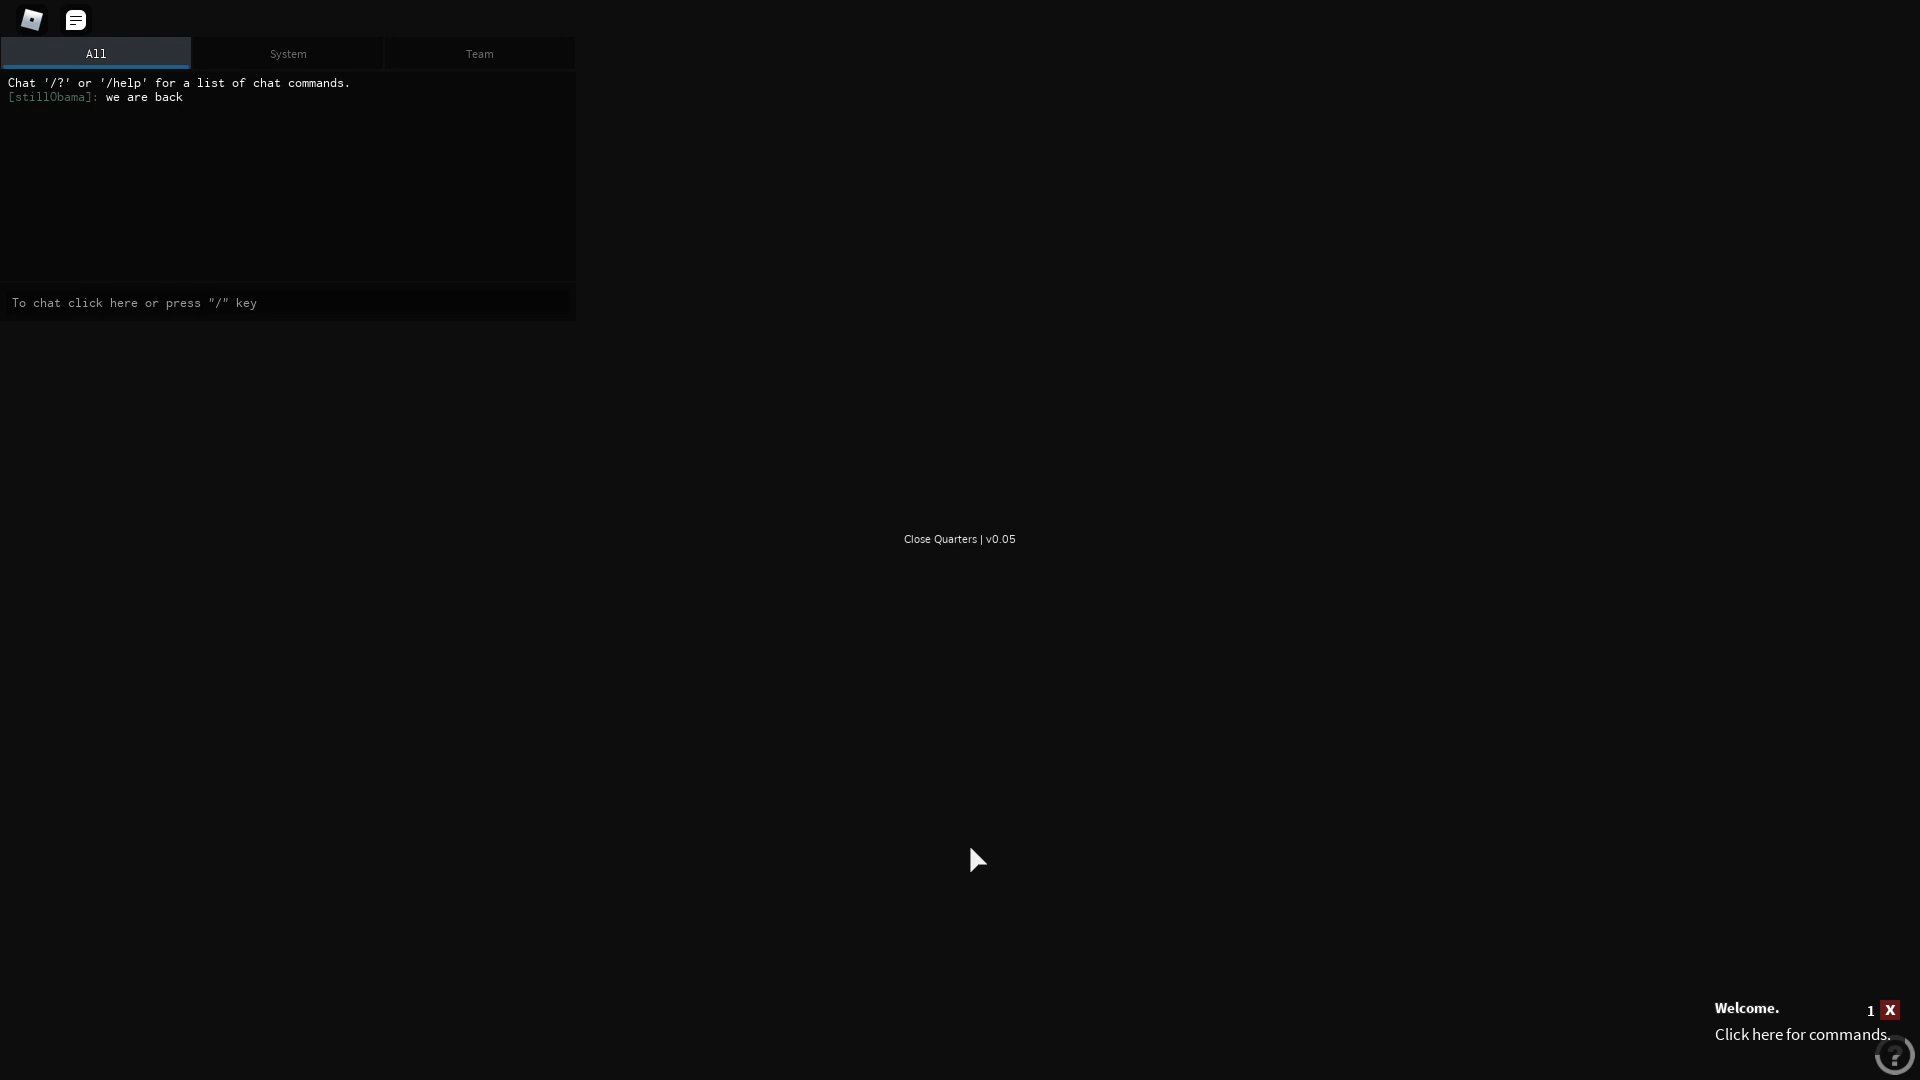 All
System
Team
Chat '/?' or '/help' for a list of chat commands.
[stillObama]: we are back
To chat click here or press "/" key
Close Quarters | v0.05
Welcome.
1
X
Click here for commands.
?